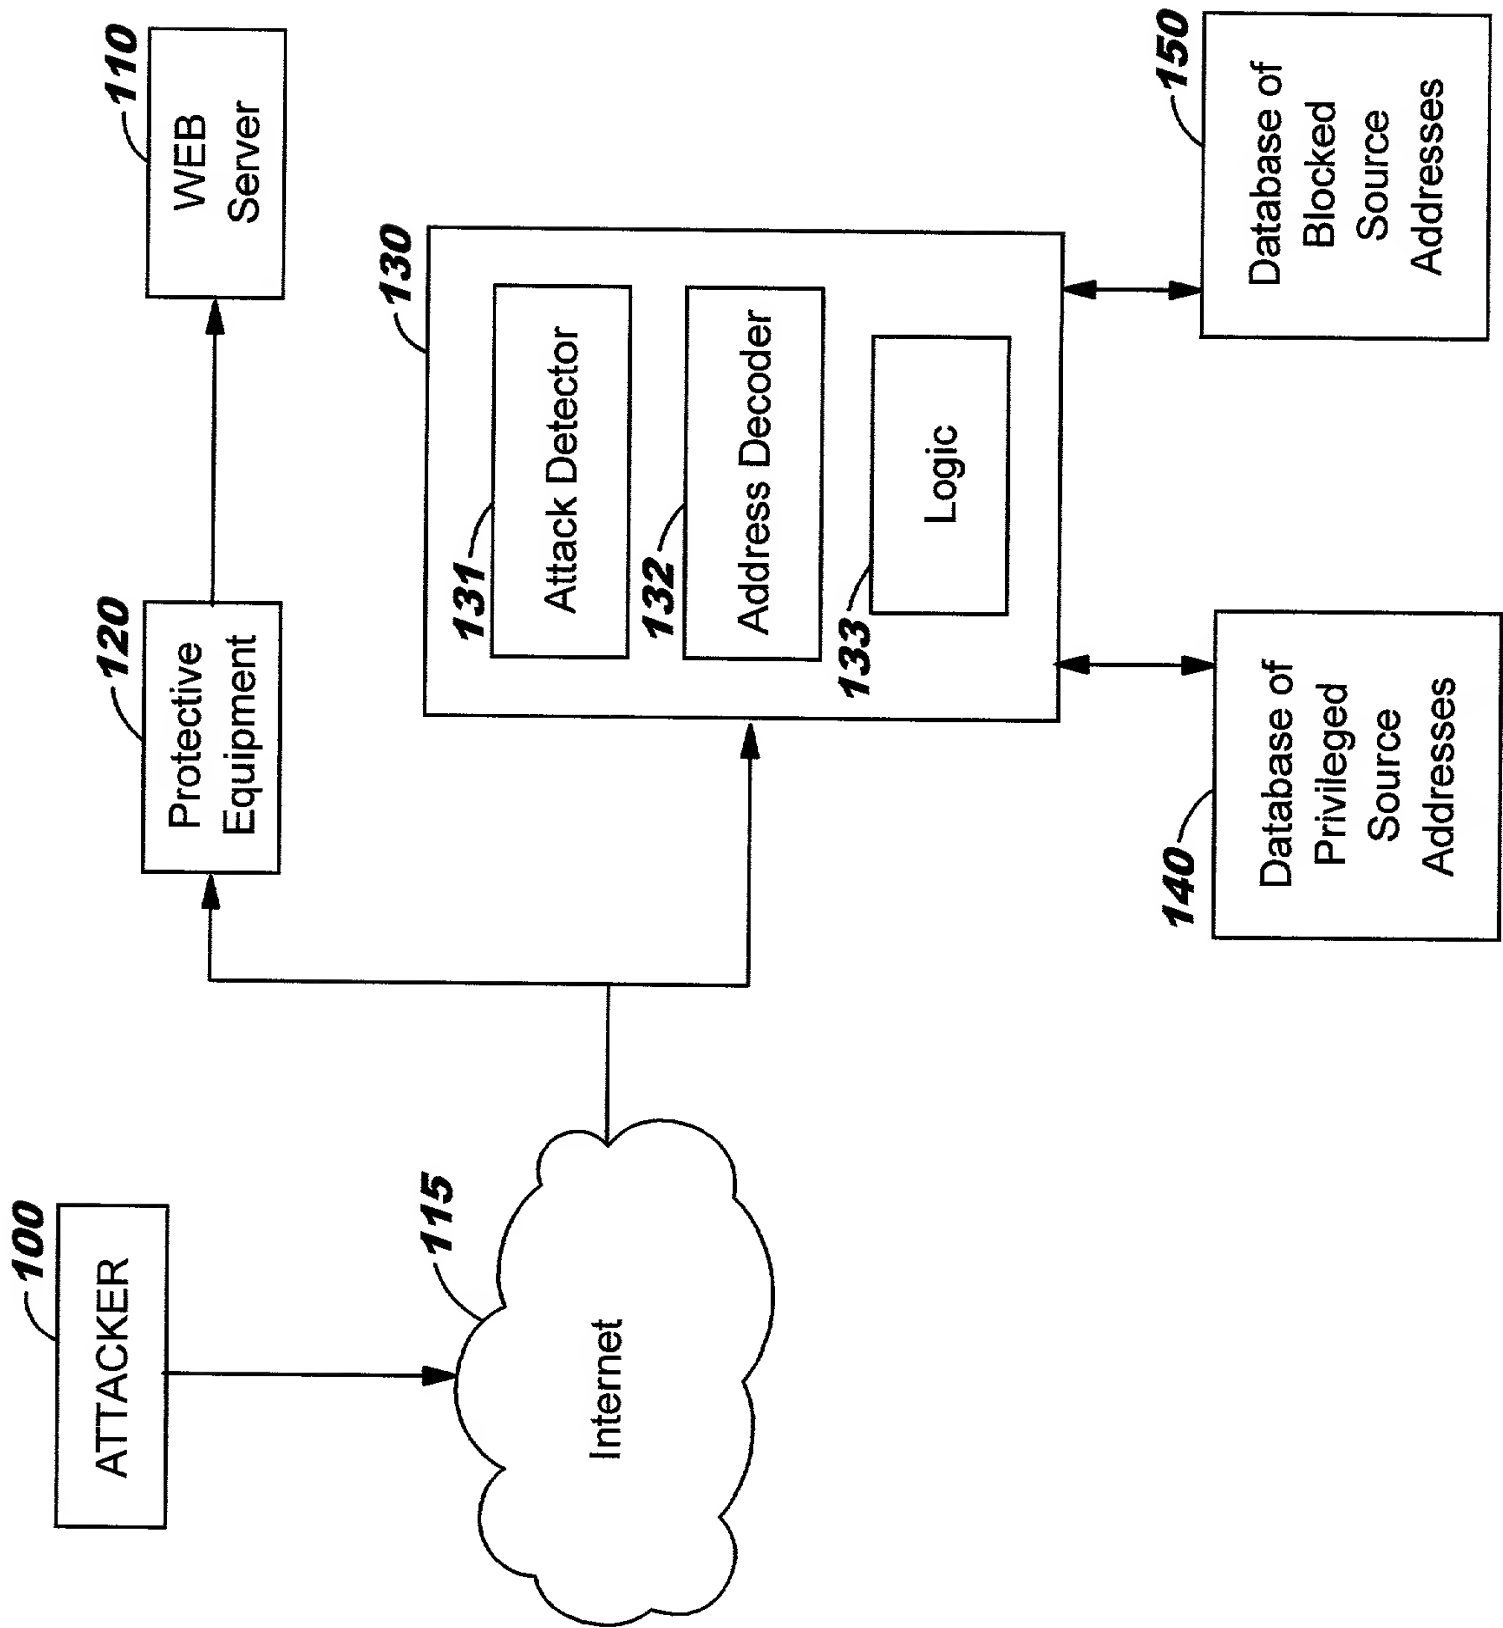 100
ATTACKER
115
Internet
120
Protective
Equipment
110
WEB
Server
130
131
Attack Detector
132
Address Decoder
133
Logic
140
Database of
Privileged
Source
Addresses
150
Database of
Blocked
Source
Addresses